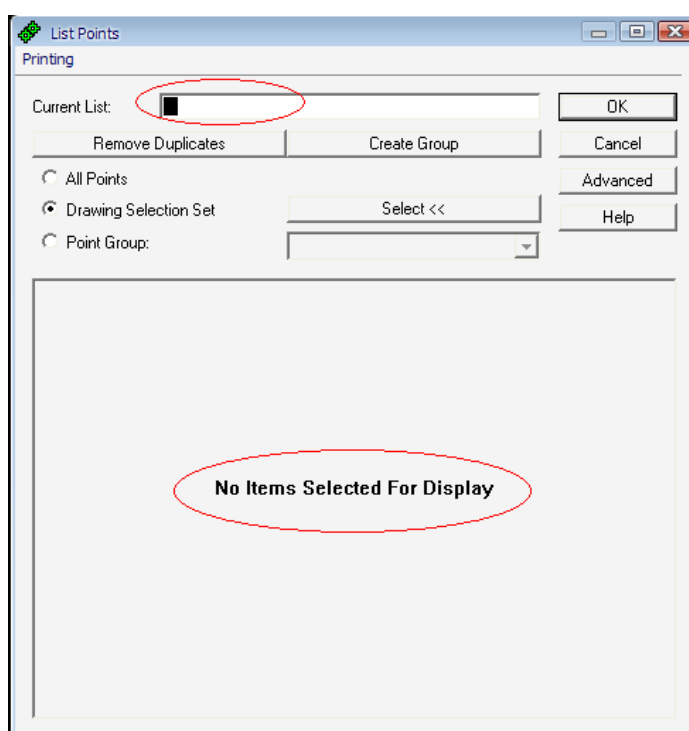 List Points
Printing
Current List:
OK
Remove Duplicates
Create Group
Cancel
All Points
Advanced
Drawing Selection Set
Select <<
Help
Point Group:
No Items Selected For Display